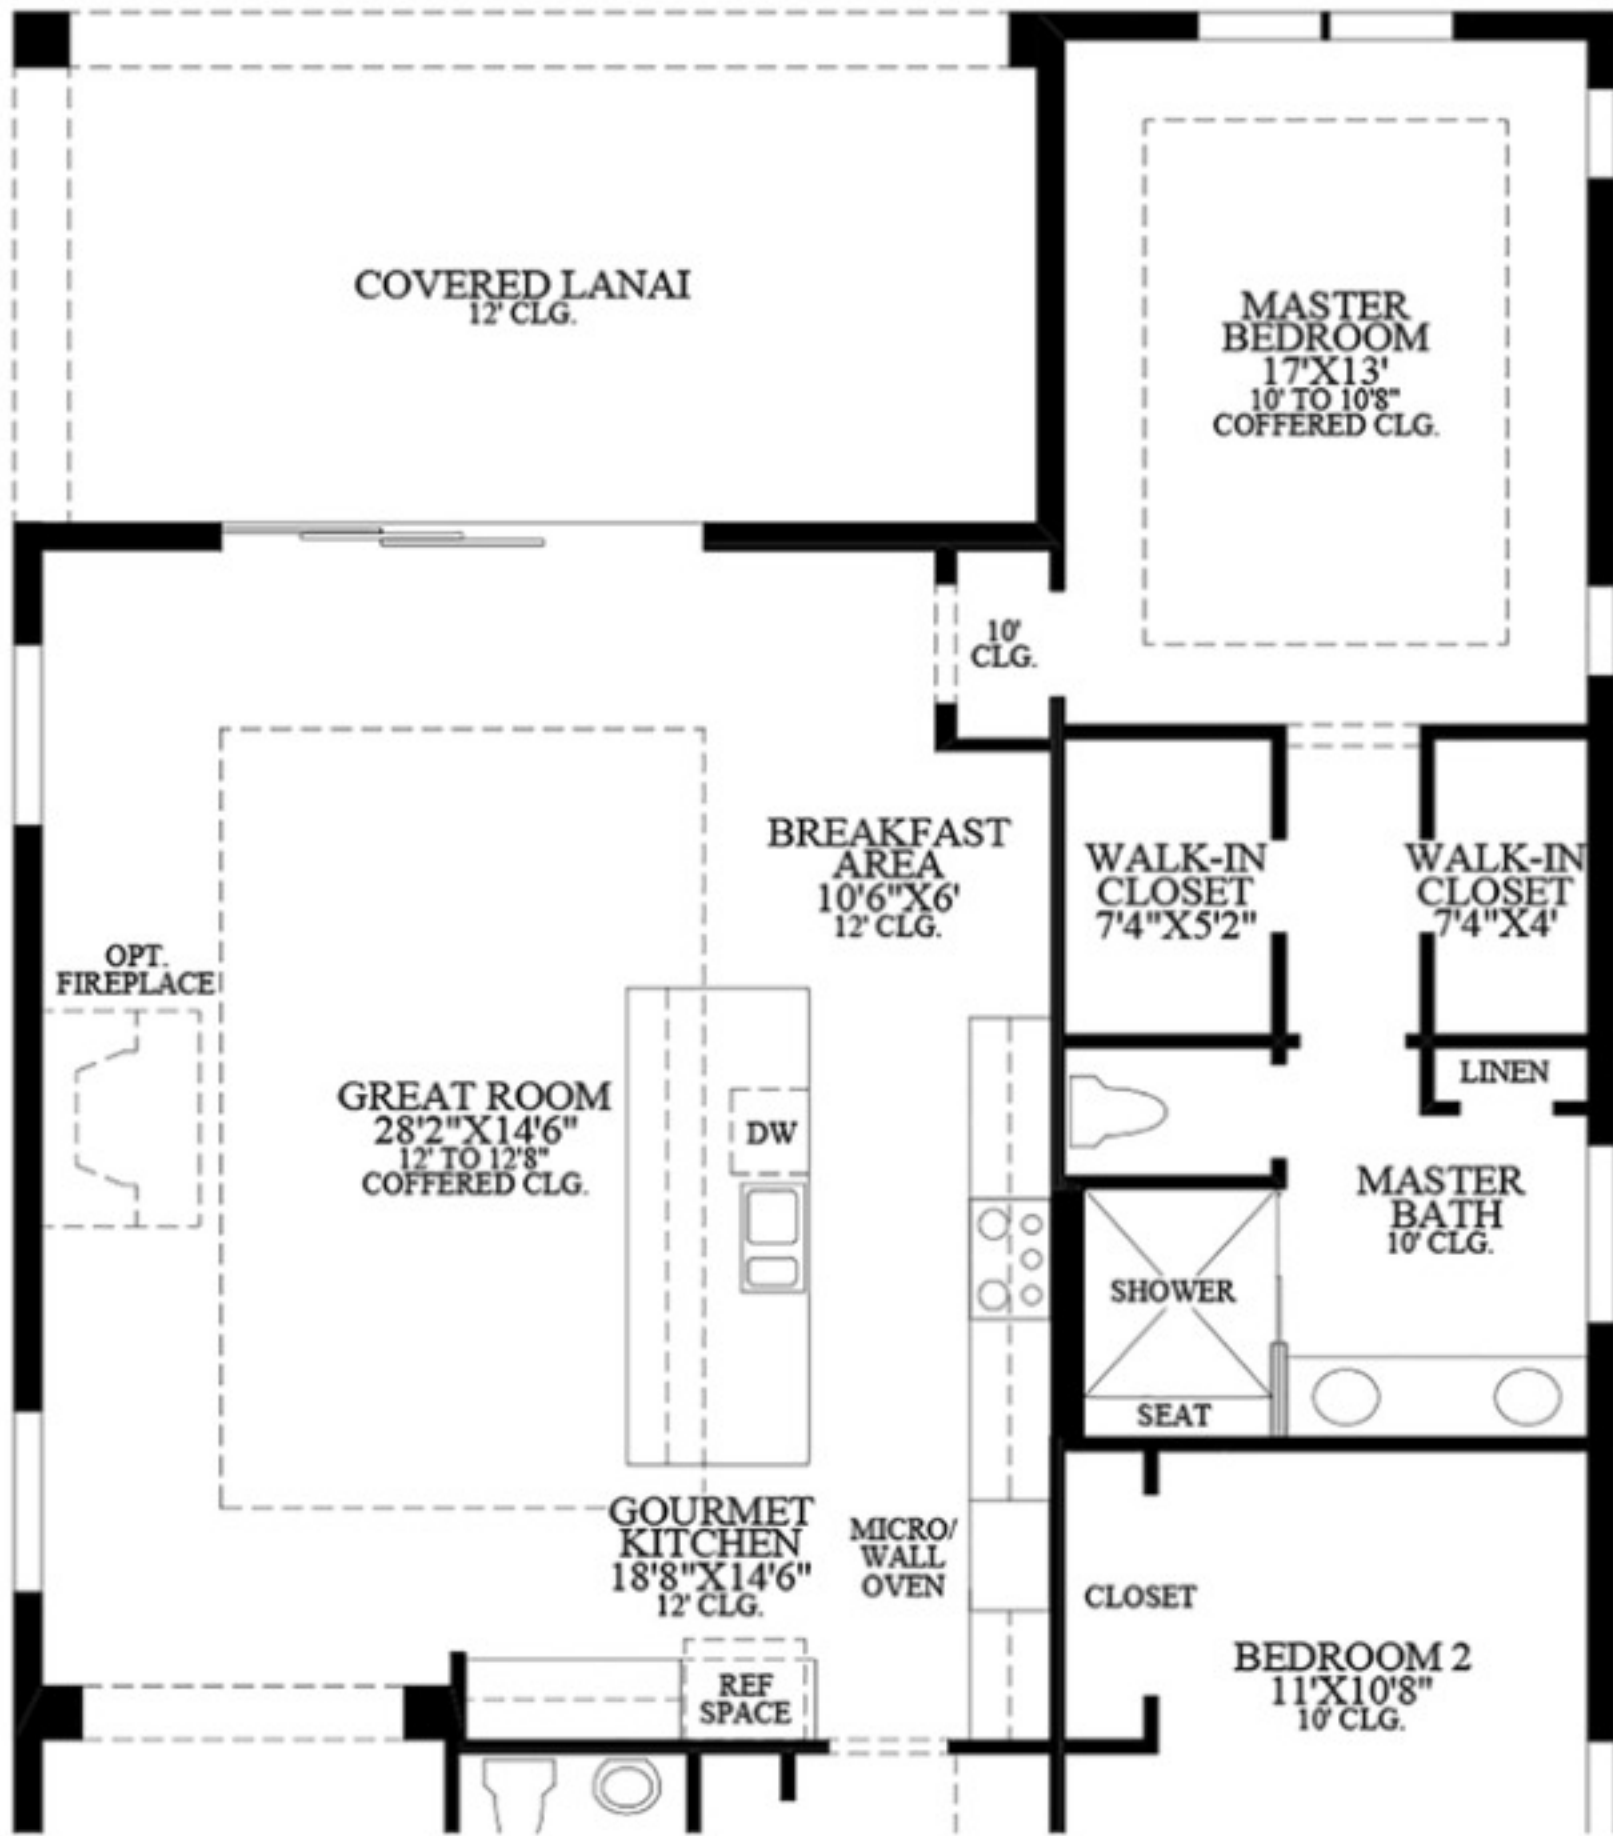 COVERED LANAI
12' CLG.
MASTER
BEDROOM
17'X13'
10' TO 10'8"
COFFERED CLG.
10'
CLG.
BREAKFAST
AREA
10'6"X6'
12' CLG.
WALK-IN
CLOSET
7'4"X5'2"
WALK-IN
CLOSET
7'4"X4'
OPT.
FIREPLACE
GREAT ROOM
28'2"X14'6"
12' TO 12'8"
COFFERED CLG.
DW
LINEN
MASTER
BATH
10' CLG.
SHOWER
SEAT
GOURMET
KITCHEN
18'8"X14'6"
12' CLG.
MICRO/
WALL
OVEN
CLOSET
BEDROOM 2
11'X10'8"
10' CLG.
REF
SPACE